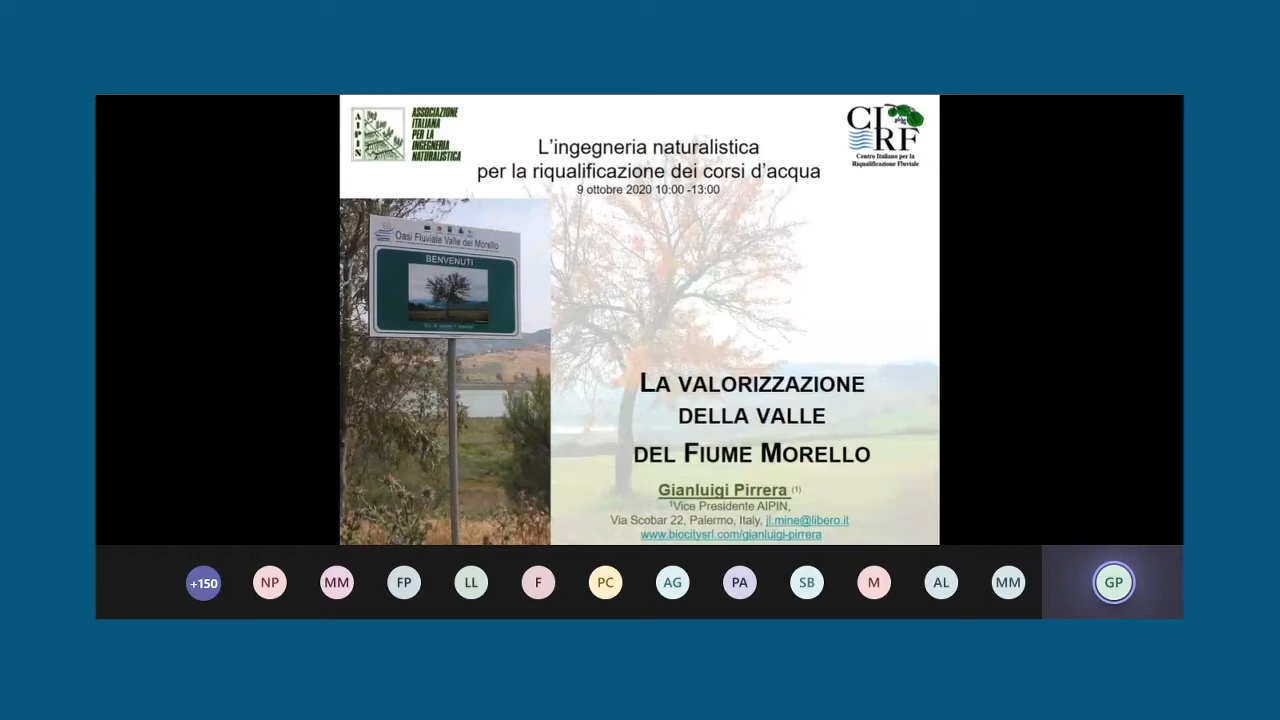 AIPIN
ASSOCIAZIONE
ITALIANA
PER LA
INGEGNERIA
NATURALISTICA
CIRF
Centro Italiano per la
Riqualificazione Fluviale
L'ingegneria naturalistica
per la riqualificazione dei corsi d'acqua
9 ottobre 2020 10:00 -13:00
Oasi Fluviale Valle del Morello
BENVENUTI
LA VALORIZZAZIONE
DELLA VALLE
DEL FIUME MORELLO
Gianluigi Pirrera (1)
1Vice Presidente AIPIN,
Via Scobar 22, Palermo, Italy, jl.mine@libero.it
www.biocitysrl.com/gianluigi-pirrera
+150 NP MM FP LL F PC AG PA SB M AL MM GP